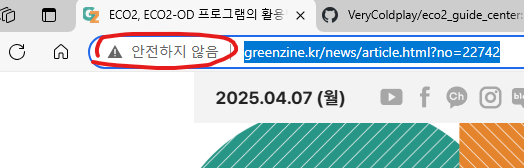 ECO2, ECO2-OD 프로그램의 활용
VeryColdplay/eco2_guide_center:
안전하지 않음
greenzine.kr/news/article.html?no=22742
2025.04.07 (월)
Ch